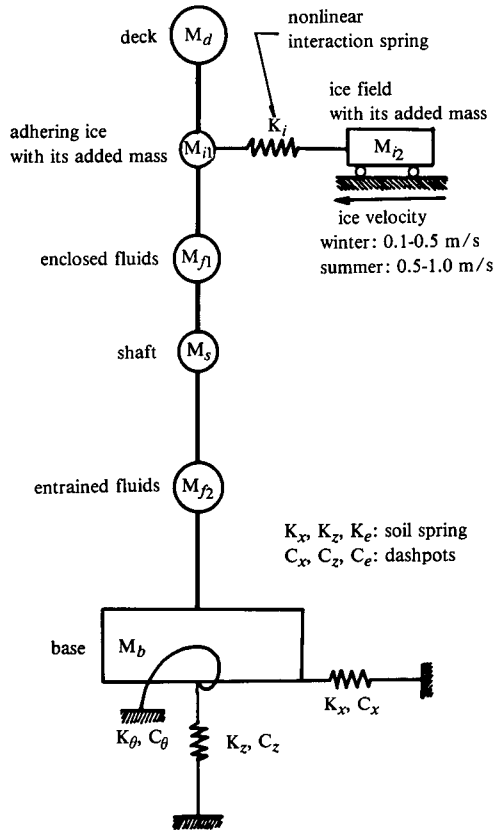 nonlinear
interaction spring
deck
M_d
ice field
with its added mass
K_i
adhering ice
with its added mass
M_i1
M_i2
ice velocity
winter: 0.1-0.5 m/s
summer: 0.5-1.0 m/s
enclosed fluids
M_f1
shaft
M_s
entrained fluids
M_f2
K_x, K_z, K_e: soil spring
C_x, C_z, C_e: dashpots
base
M_b
K_x, C_x
K_θ, C_θ
K_z, C_z